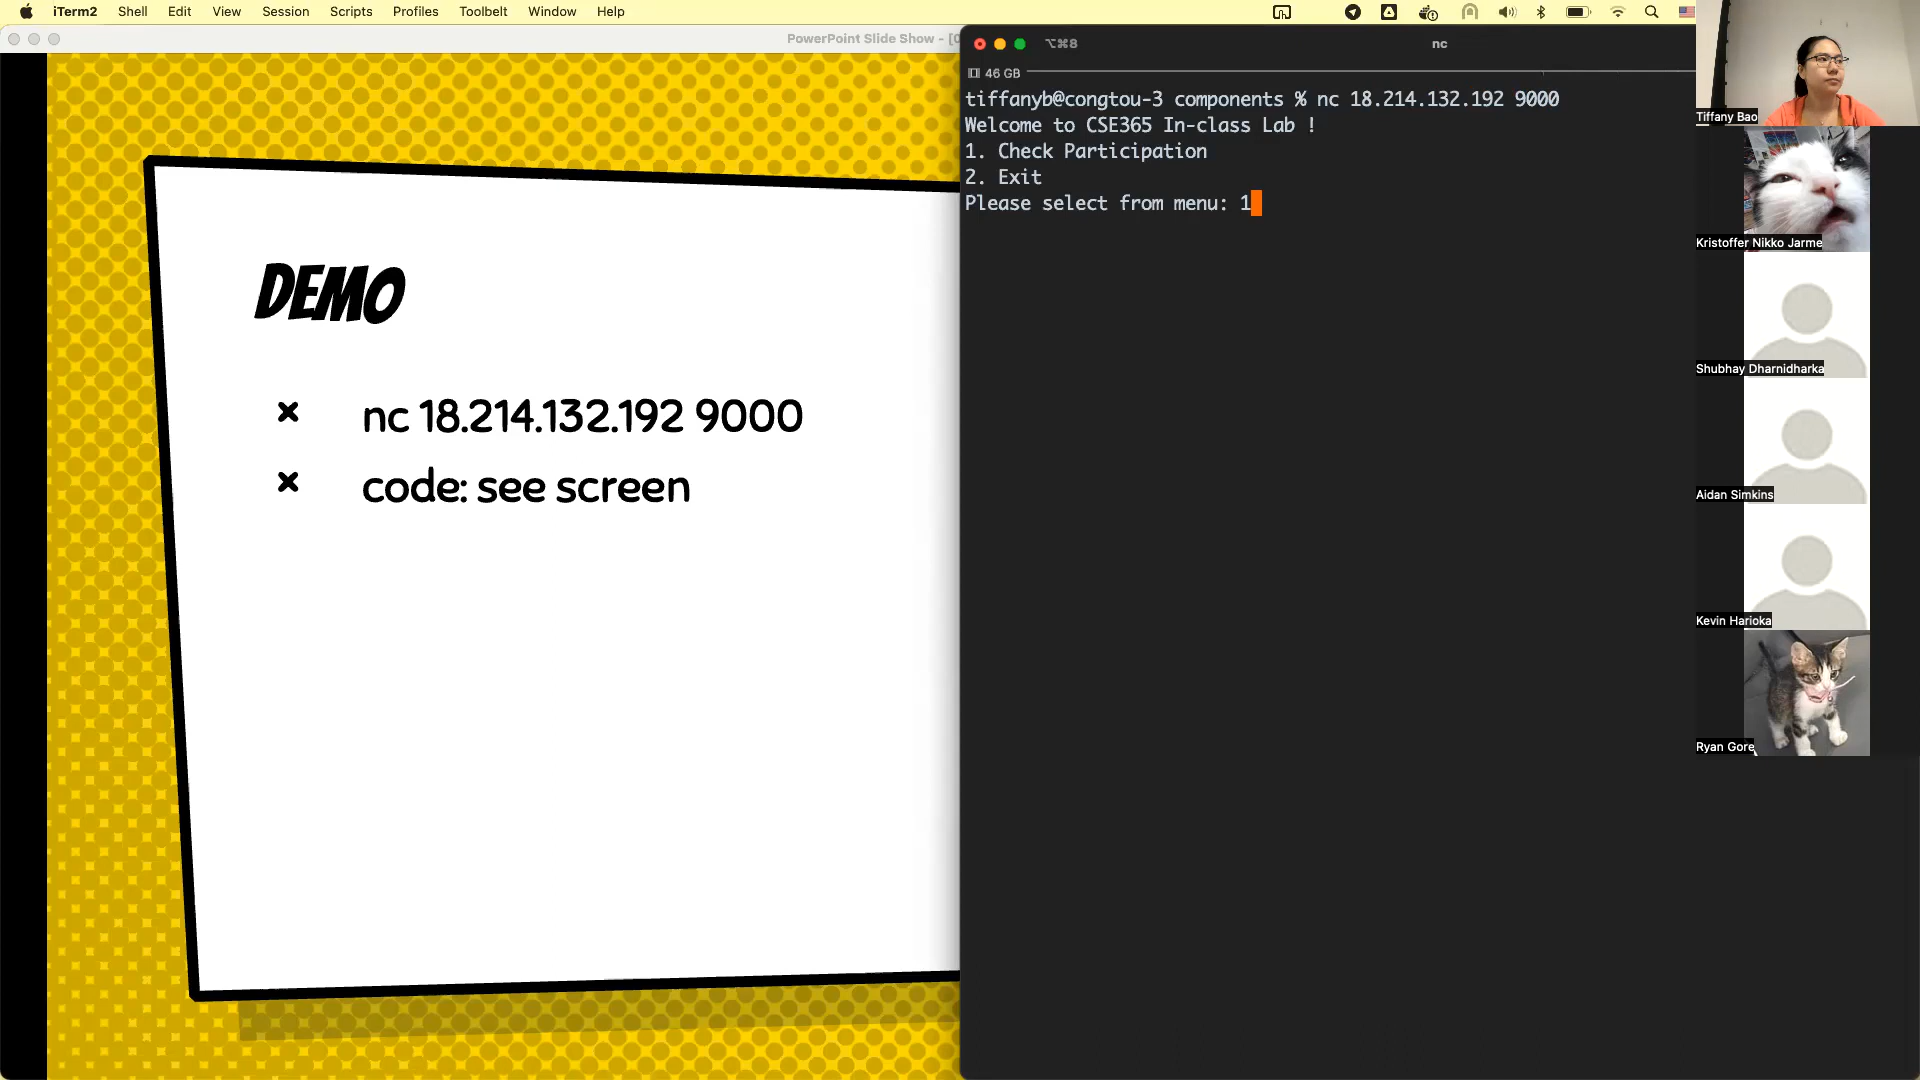 iTerm2 Shell Edit View Session Scripts Profiles Toolbelt Window Help
PowerPoint Slide Show - [0
⌥⌘8 nc
46 GB
tiffanyb@congtou-3 components % nc 18.214.132.192 9000
Welcome to CSE365 In-class Lab !
1. Check Participation
2. Exit
Please select from menu: 1
DEMO
× nc 18.214.132.192 9000
× code: see screen
Tiffany Bao
Kristoffer Nikko Jarme
Shubhay Dharnidharka
Aidan Simkins
Kevin Harioka
Ryan Gore